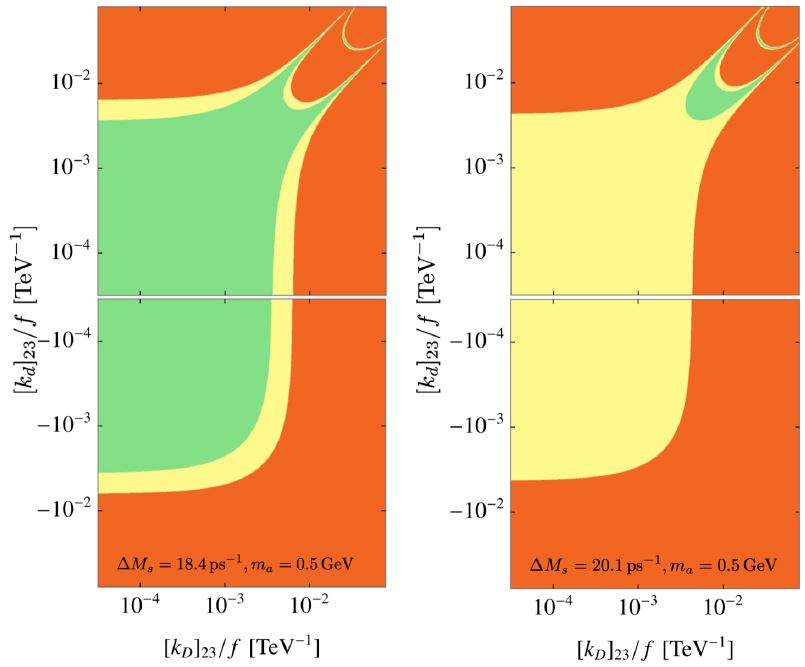 10⁻²
10⁻³
10⁻⁴
−10⁻⁴
−10⁻³
−10⁻²
[k_d]₂₃/f [TeV⁻¹]
ΔM_s = 18.4 ps⁻¹, m_a = 0.5 GeV
10⁻⁴ 10⁻³ 10⁻²
[k_D]₂₃/f [TeV⁻¹]
10⁻²
10⁻³
10⁻⁴
−10⁻⁴
−10⁻³
−10⁻²
[k_d]₂₃/f [TeV⁻¹]
ΔM_s = 20.1 ps⁻¹, m_a = 0.5 GeV
10⁻⁴ 10⁻³ 10⁻²
[k_D]₂₃/f [TeV⁻¹]